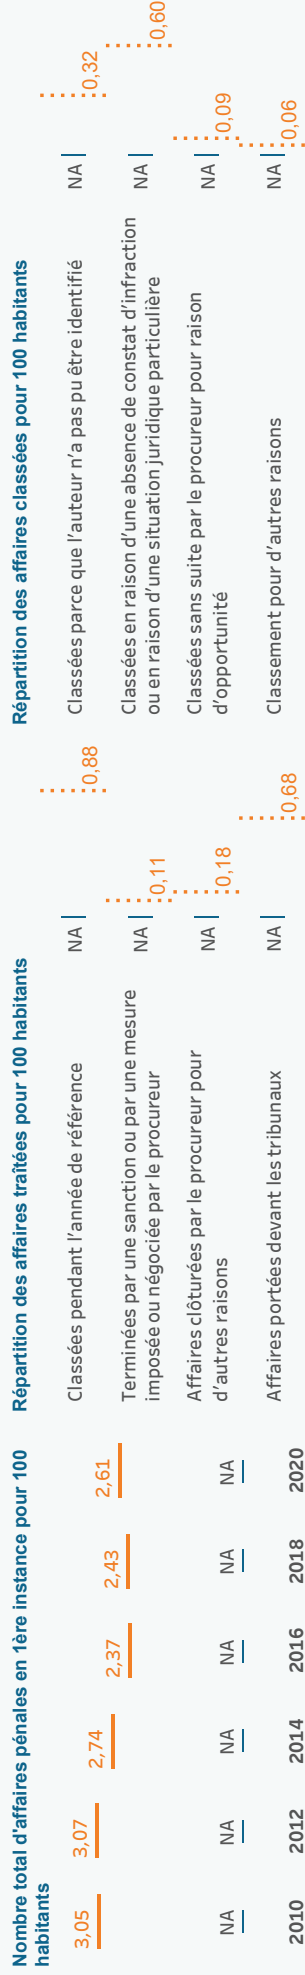 Nombre total d'affaires pénales en 1ère instance pour 100
habitants
3,05
3,07
2,74
2,37
2,43
2,61
NA
NA
NA
NA
NA
NA
2010
2012
2014
2016
2018
2020
Répartition des affaires traîtées pour 100 habitants
Classées pendant l'année de référence
NA
0,88
Terminées par une sanction ou par une mesure
imposée ou négociée par le procureur
NA
0,11
Affaires clôturées par le procureur pour
d'autres raisons
NA
0,18
Affaires portées devant les tribunaux
NA
0,68
Répartition des affaires classées pour 100 habitants
Classées parce que l'auteur n'a pas pu être identifié
NA
0,32
Classées en raison d'une absence de constat d'infraction
ou en raison d'une situation juridique particulière
NA
0,60
Classées sans suite par le procureur pour raison
d'opportunité
NA
0,09
Classement pour d'autres raisons
NA
0,06